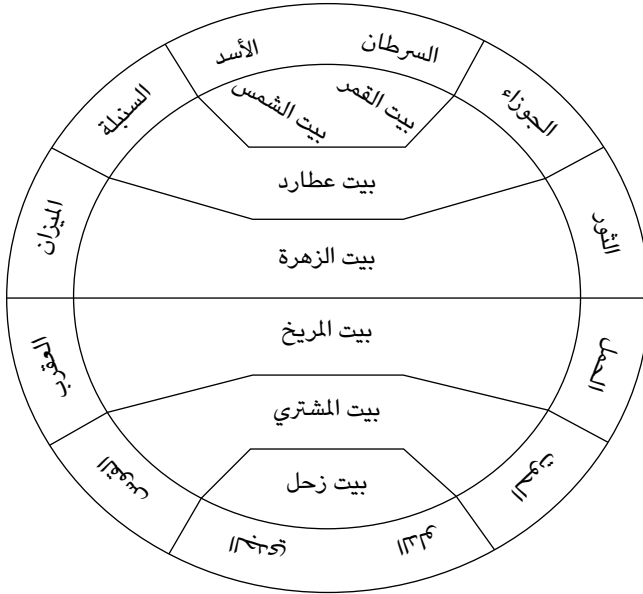 السرطان
الأسد
الجوزاء
السنبلة
بيت القمر
بيت الشمس
بيت عطارد
الثور
الميزان
بيت الزهرة
بيت المريخ
الحمل
العقرب
بيت المشتري
الحوت
القوس
بيت زحل
الدلو
الجدي